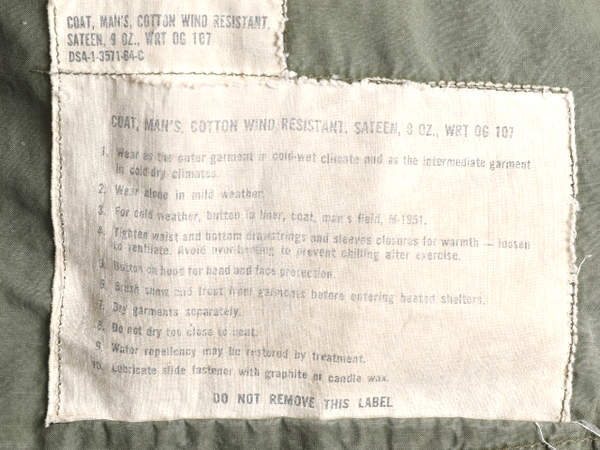 COAT, MAN'S, COTTON WIND RESISTANT,
SATEEN, 9 OZ., WRT OG 107
DSA-1-3571-64-C
COAT, MAN'S, COTTON WIND RESISTANT, SATEEN, 9 OZ., WRT OG 107
1. Wear as the outer garment in cold-wet climate and as the intermediate garment
in cold dry climates.
2. Wear alone in mild weather.
3. For cold weather, button in liner, coat, man's field, M-1951.
4. Tighten waist and bottom drawstrings and sleeves closures for warmth — loosen
to ventilate. Avoid overheating to prevent chilling after exercise.
5. Button on hood for head and face protection.
6. Brush snow and frost from garments before entering heated shelters.
7. Dry garments separately.
8. Do not dry too close to heat.
9. Water repellency may be restored by treatment.
10. Lubricate slide fastener with graphite or candle wax.
DO NOT REMOVE THIS LABEL